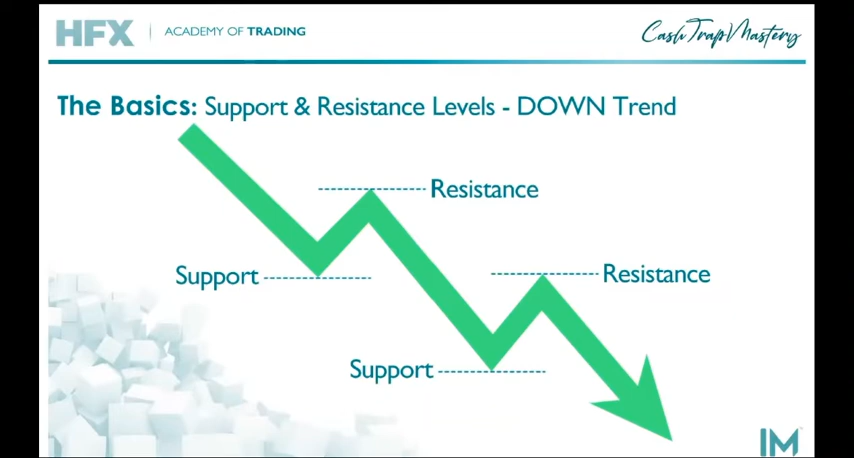 HFX | ACADEMY OF TRADING
CashTrapMastery
The Basics: Support & Resistance Levels - DOWN Trend
Resistance
Support
Resistance
Support
IM